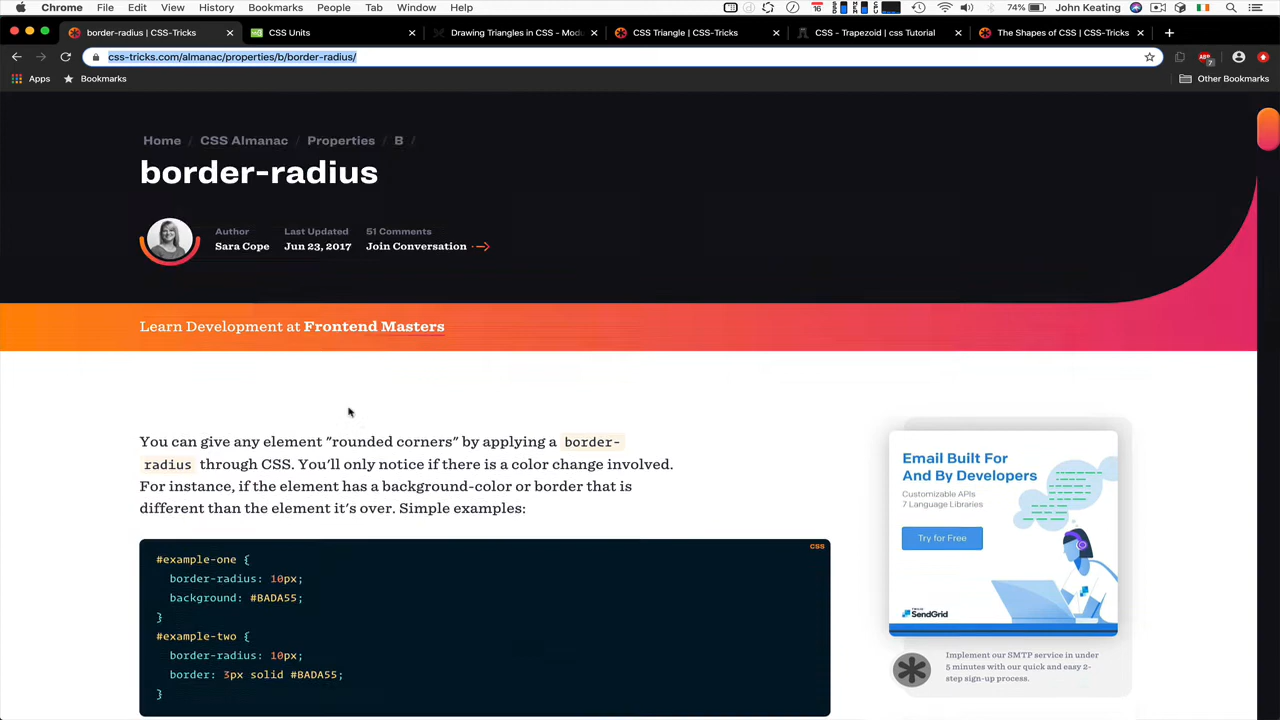 Chrome File Edit View History Bookmarks People Tab Window Help 16 74% John Keating
border-radius | CSS-Tricks CSS Units Drawing Triangles in CSS - Mod CSS Triangle | CSS-Tricks CSS - Trapezoid | css Tutorial The Shapes of CSS | CSS-Tricks
css-tricks.com/almanac/properties/b/border-radius/
Apps Bookmarks Other Bookmarks
Home / CSS Almanac / Properties / B /
border-radius
Author Last Updated 51 Comments
Sara Cope Jun 23, 2017 Join Conversation
Learn Development at Frontend Masters
You can give any element "rounded corners" by applying a border-
radius through CSS. You'll only notice if there is a color change involved.
For instance, if the element has a background-color or border that is
different than the element it's over. Simple examples:
CSS
#example-one {
border-radius: 10px;
background: #BADA55;
}
#example-two {
border-radius: 10px;
border: 3px solid #BADA55;
}
Email Built For
And By Developers
Customizable APIs
7 Language Libraries
Try for Free
SendGrid
Implement our SMTP service in under
5 minutes with our quick and easy 2-
step sign-up process.